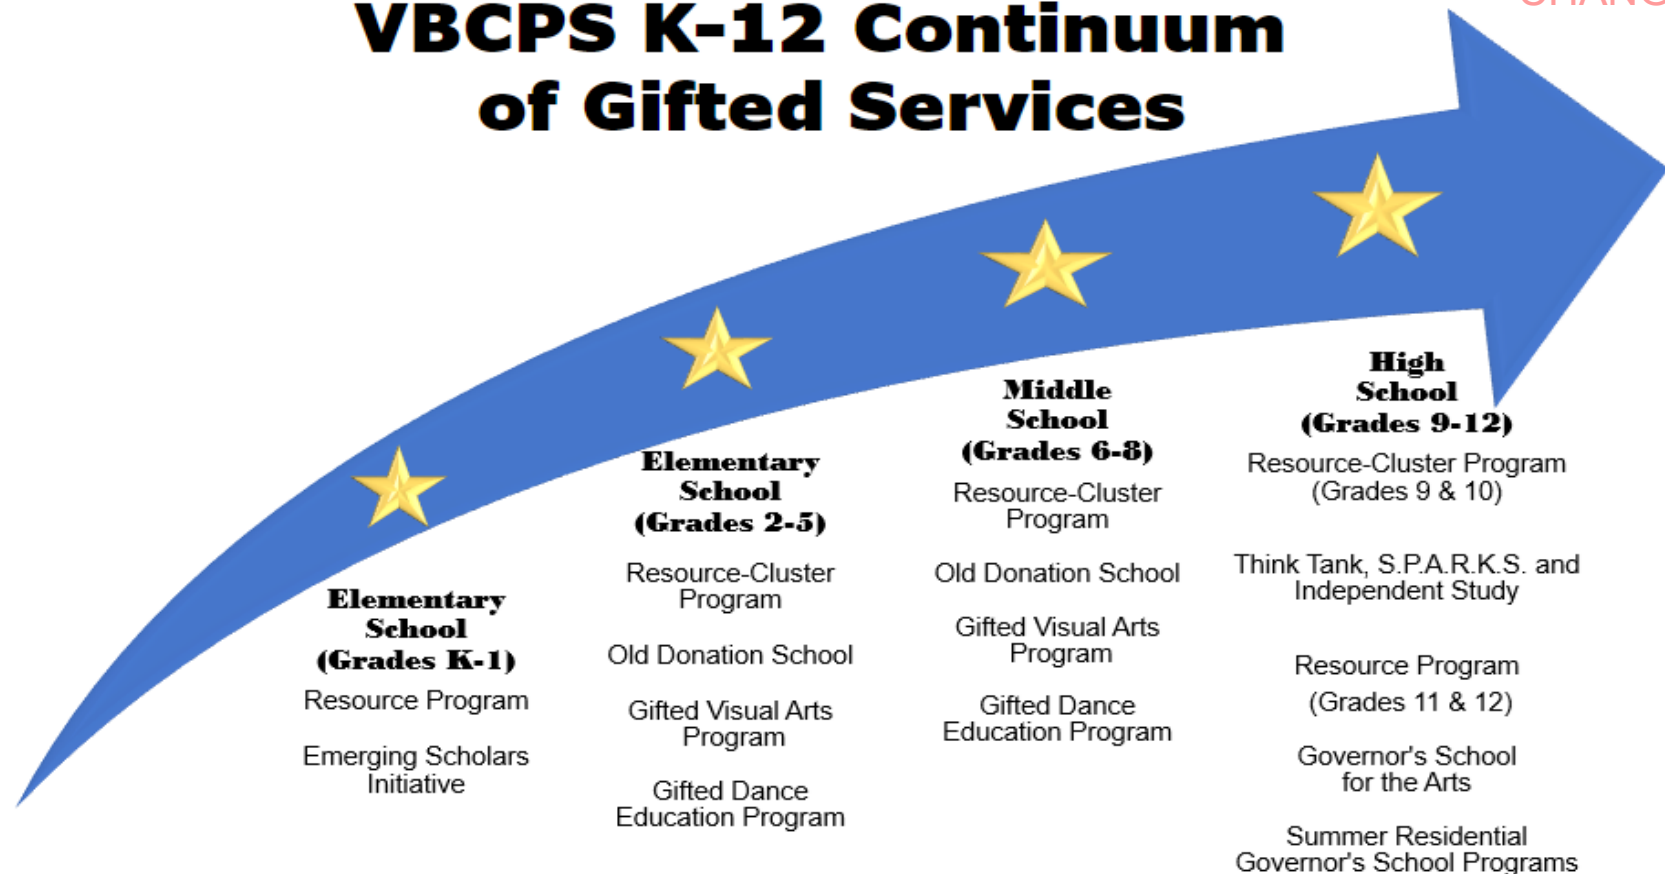 VBCPS K-12 Continuum
of Gifted Services
Elementary
School
(Grades K-1)
Resource Program
Emerging Scholars
Initiative
Elementary
School
(Grades 2-5)
Resource-Cluster
Program
Old Donation School
Gifted Visual Arts
Program
Gifted Dance
Education Program
Middle
School
(Grades 6-8)
Resource-Cluster
Program
Old Donation School
Gifted Visual Arts
Program
Gifted Dance
Education Program
High
School
(Grades 9-12)
Resource-Cluster Program
(Grades 9 & 10)
Think Tank, S.P.A.R.K.S. and
Independent Study
Resource Program
(Grades 11 & 12)
Governor's School
for the Arts
Summer Residential
Governor's School Programs